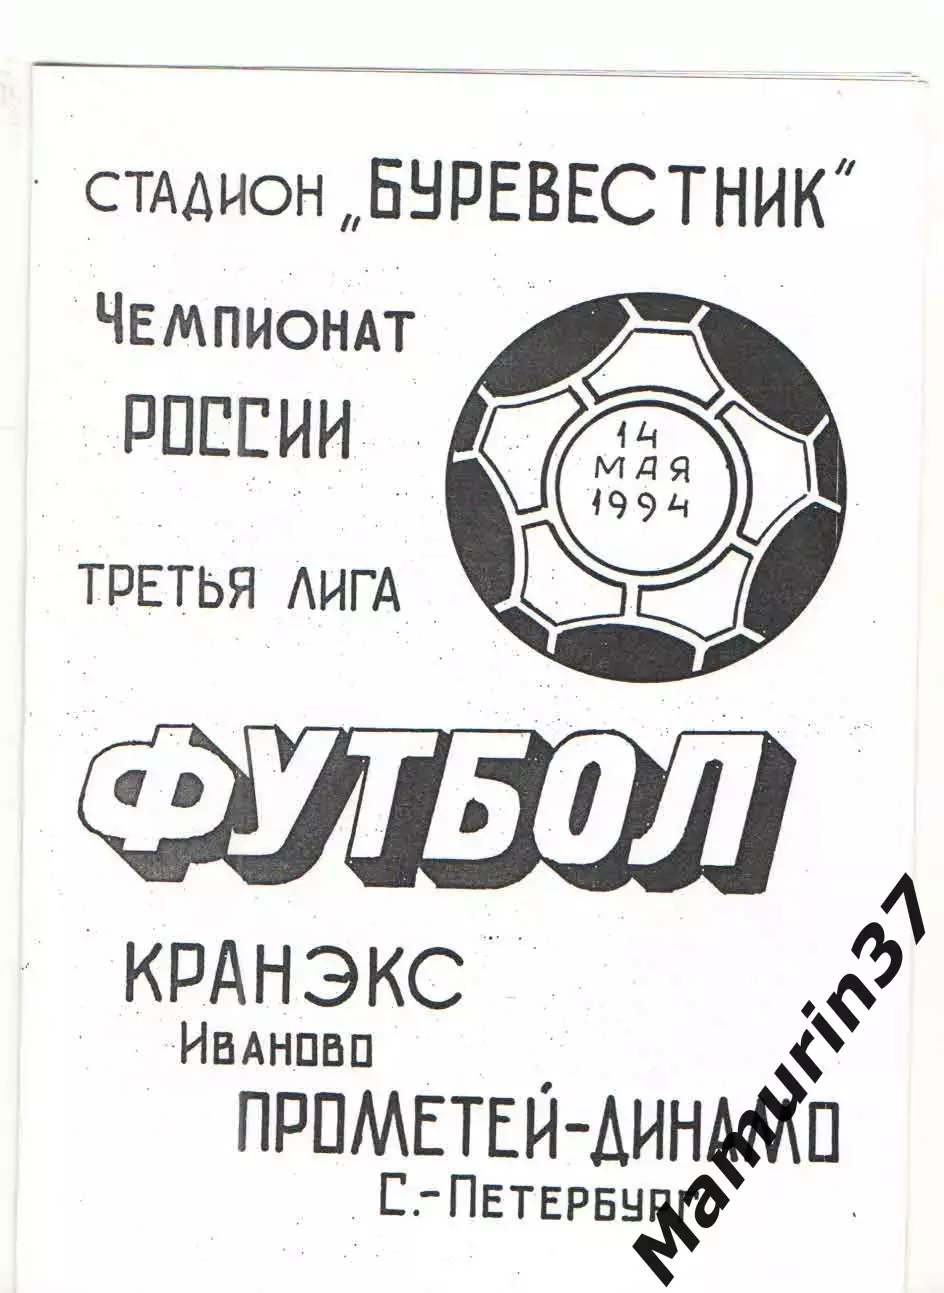 СТАДИОН „БУРЕВЕСТНИК"
ЧЕМПИОНАТ
РОССИИ
ТРЕТЬЯ ЛИГА
14
МАЯ
1994
ФУТБОЛ
КРАНЭКС
ИВАНОВО
ПРОМЕТЕЙ-ДИНАМО
С.-ПЕТЕРБУРГ
Mamurin37